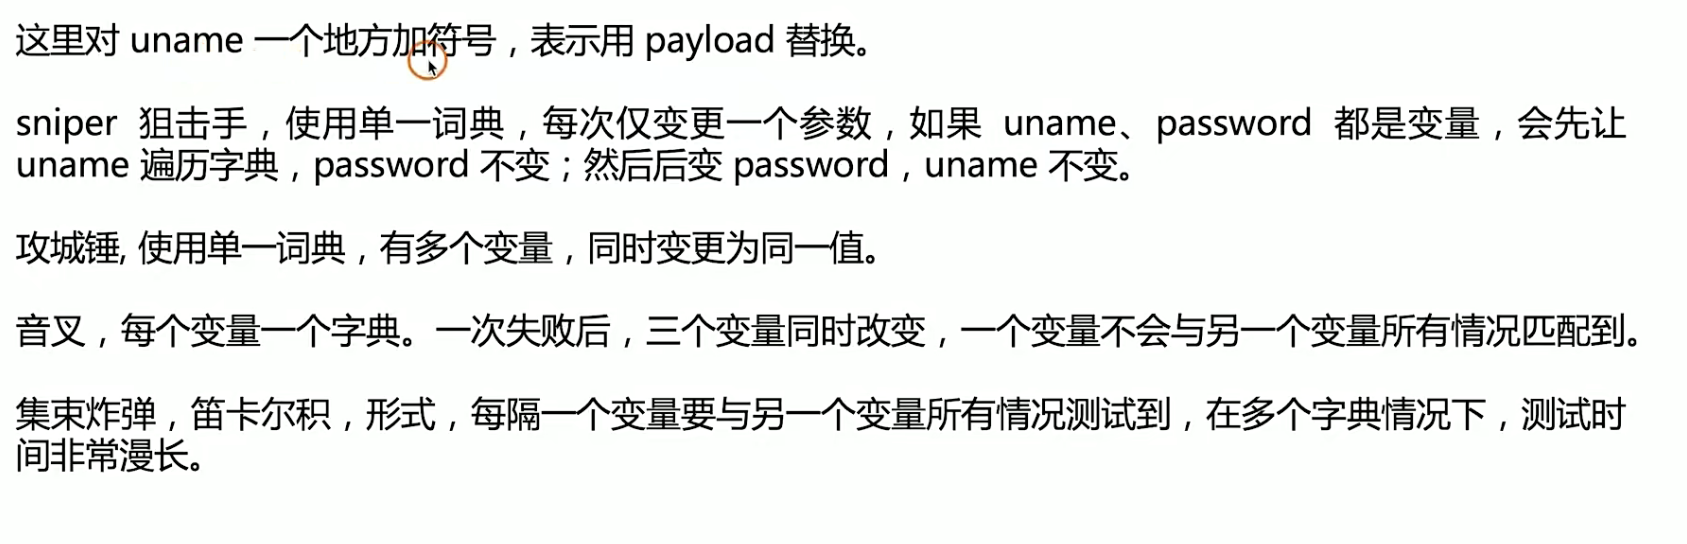 这里对 uname 一个地方加符号，表示用 payload 替换。
sniper 狙击手，使用单一词典，每次仅变更一个参数，如果 uname、password 都是变量，会先让
uname 遍历字典，password 不变；然后后变 password，uname 不变。
攻城锤, 使用单一词典，有多个变量，同时变更为同一值。
音叉，每个变量一个字典。一次失败后，三个变量同时改变，一个变量不会与另一个变量所有情况匹配到。
集束炸弹，笛卡尔积，形式，每隔一个变量要与另一个变量所有情况测试到，在多个字典情况下，测试时
间非常漫长。